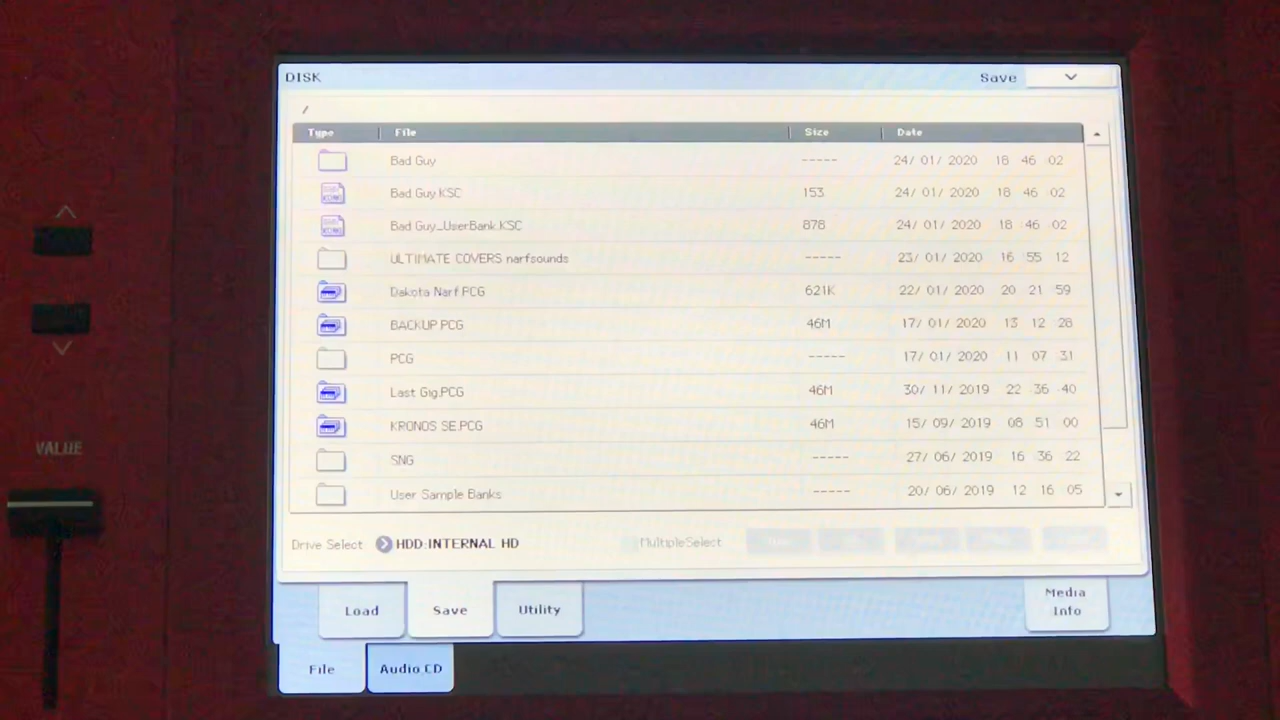 DISK Save
/
Type File Size Date
Bad Guy ----- 24/ 01/ 2020 18 46 02
Bad Guy.KSC 153 24/ 01/ 2020 18 46 02
Bad Guy_UserBank.KSC 878 24/ 01/ 2020 18 46 02
ULTIMATE COVERS narfsounds ----- 23/ 01/ 2020 16 55 12
Dakota Narf.PCG 621K 22/ 01/ 2020 20 21 59
BACKUP.PCG 46M 17/ 01/ 2020 13 12 28
PCG ----- 17/ 01/ 2020 11 07 31
Last Gig.PCG 46M 30/ 11/ 2019 22 36 40
KRONOS SE.PCG 46M 15/ 09/ 2019 08 51 00
VALUE
SNG ----- 27/ 06/ 2019 16 36 22
User Sample Banks ----- 20/ 06/ 2019 12 16 05
Drive Select HDD:INTERNAL HD MultipleSelect
Load Save Utility Media Info
File Audio CD